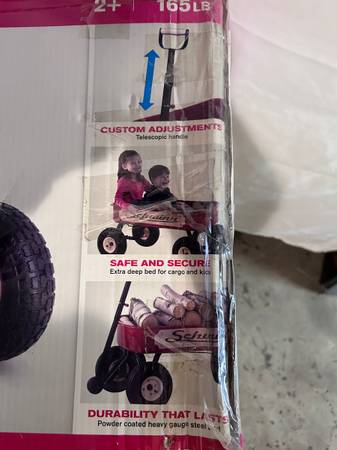 2+ 165LB
CUSTOM ADJUSTMENTS
Telescopic handle
Schwinn
SAFE AND SECURE
Extra deep bed for cargo and kids
Schwinn
DURABILITY THAT LASTS
Powder coated heavy gauge steel